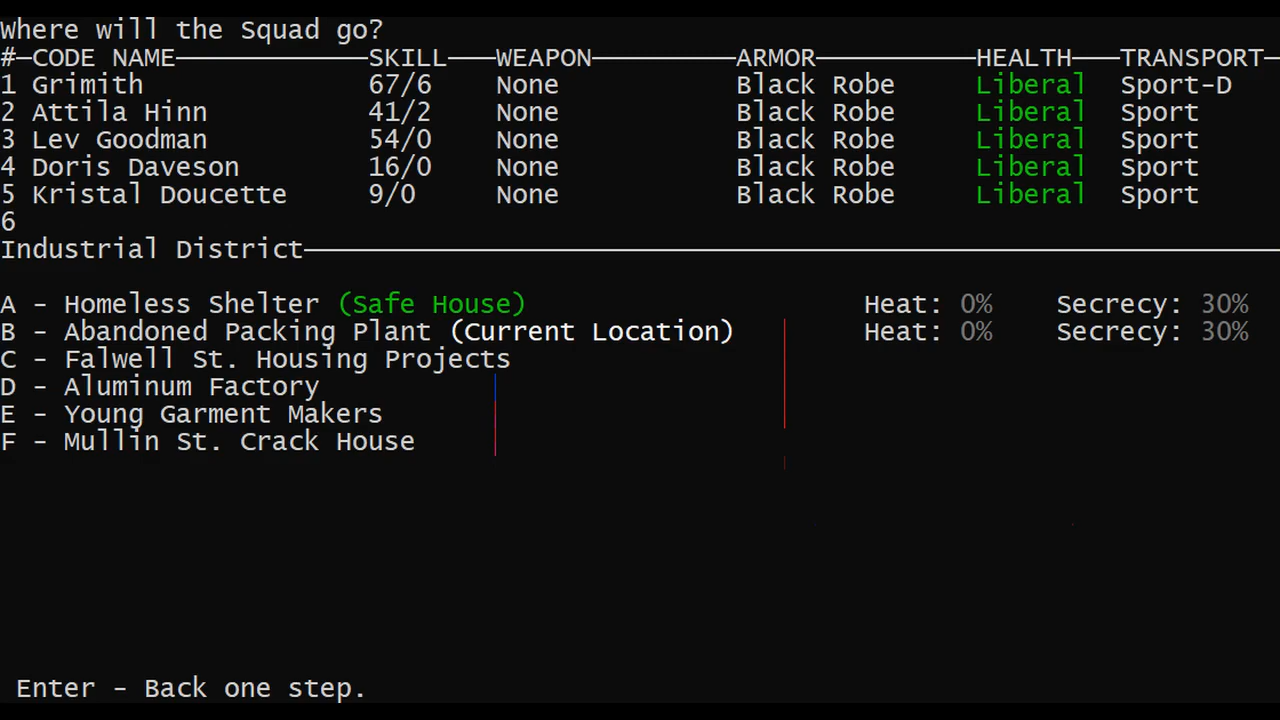 Where will the Squad go?
#—CODE NAME————————————SKILL———WEAPON—————————ARMOR——————————HEALTH———TRANSPORT—
1 Grimith 67/6 None Black Robe Liberal Sport-D
2 Attila Hinn 41/2 None Black Robe Liberal Sport
3 Lev Goodman 54/0 None Black Robe Liberal Sport
4 Doris Daveson 16/0 None Black Robe Liberal Sport
5 Kristal Doucette 9/0 None Black Robe Liberal Sport
6
Industrial District
A - Homeless Shelter (Safe House) Heat: 0% Secrecy: 30%
B - Abandoned Packing Plant (Current Location) Heat: 0% Secrecy: 30%
C - Falwell St. Housing Projects
D - Aluminum Factory
E - Young Garment Makers
F - Mullin St. Crack House
Enter - Back one step.